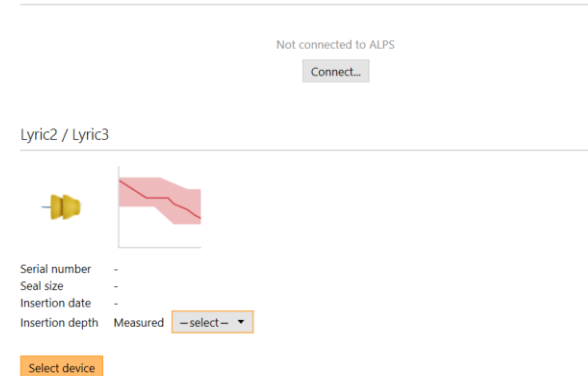 Not connected to ALPS
Connect...
Lyric2 / Lyric3
Serial number -
Seal size -
Insertion date -
Insertion depth Measured —select—
Select device